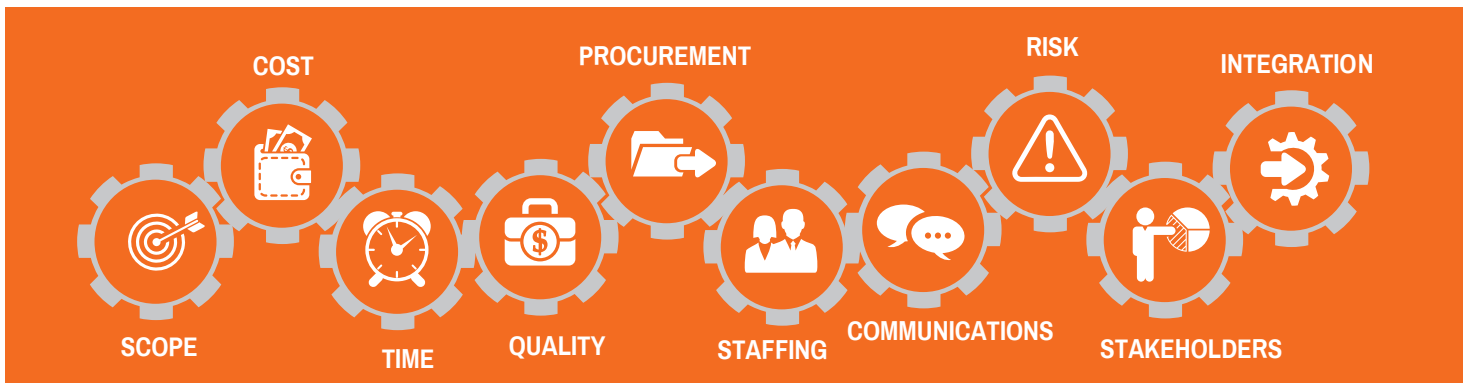 SCOPE
COST
TIME
QUALITY
$
PROCUREMENT
STAFFING
COMMUNICATIONS
RISK
STAKEHOLDERS
INTEGRATION